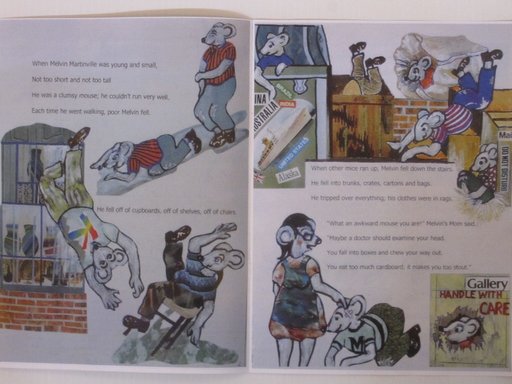 When Melvin Martinville was young and small,
Not too short and not too tall
He was a clumsy mouse; he couldn't run very well,
Each time he went walking, poor Melvin fell.
He fell off of cupboards, off of shelves, off of chairs.
BRAZIL
INDIA
AUSTRALIA
UNITED STATES
Alaska
When other mice ran up, Melvin fell down the stairs.
He fell into trunks, crates, cartons and bags.
He tripped over everything; his clothes were in rags.
DO NOT DISTURB
"What an awkward mouse you are!" Melvin's Mom said.
"Maybe a doctor should examine your head.
You fall into boxes and chew your way out.
You eat too much cardboard; it makes you too stout."
M
Gallery
HANDLE WITH
CARE